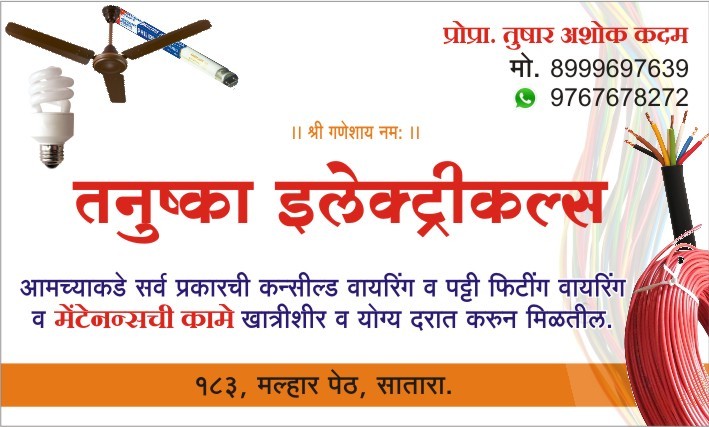 प्रोप्रा. तुषार अशोक कदम
मो. 8999697639
9767678272
।। श्री गणेशाय नम: ।।
तनुष्का इलेक्ट्रीकल्स
आमच्याकडे सर्व प्रकारची कन्सील्ड वायरिंग व पट्टी फिटींग वायरिंग
व मेंटेनन्सची कामे खात्रीशीर व योग्य दरात करुन मिळतील.
१८३, मल्हार पेठ, सातारा.